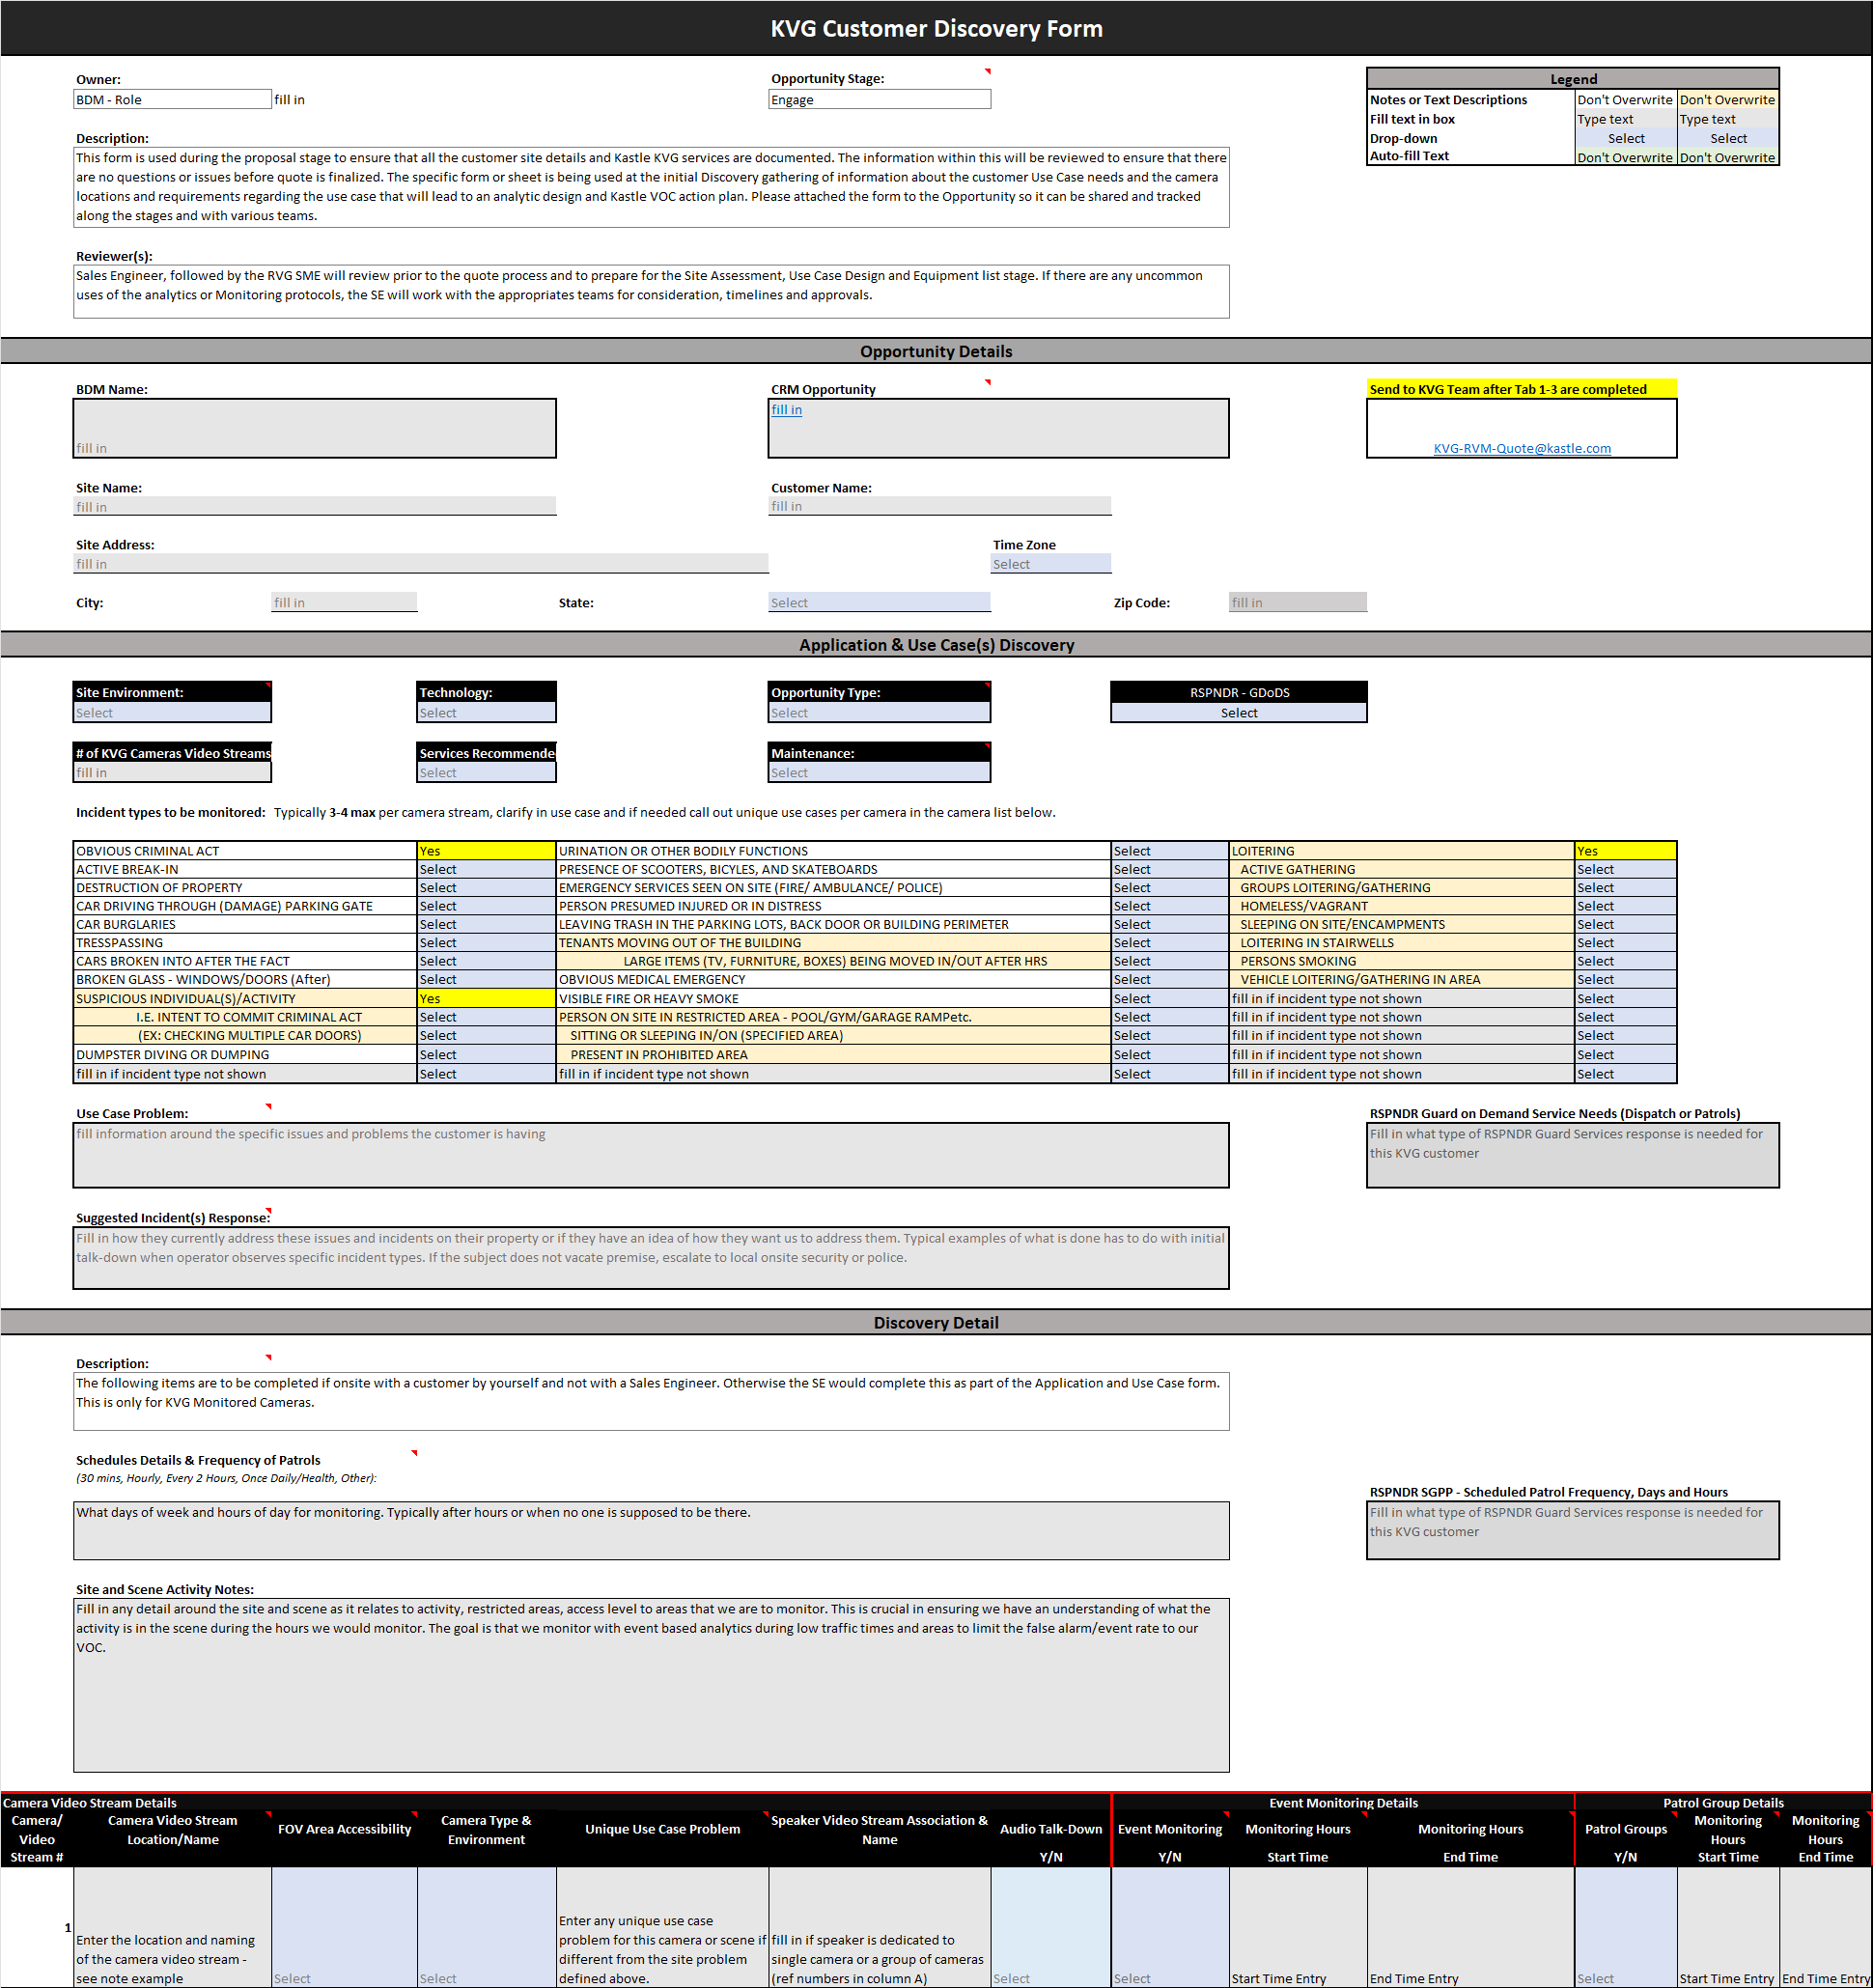 KVG Customer Discovery Form
Owner:
BDM - Role
fill in
Opportunity Stage:
Engage
Legend
Notes or Text Descriptions Don't Overwrite Don't Overwrite
Fill text in box Type text Type text
Drop-down Select Select
Auto-fill Text Don't Overwrite Don't Overwrite
Description:
This form is used during the proposal stage to ensure that all the customer site details and Kastle KVG services are documented. The information within this will be reviewed to ensure that there
are no questions or issues before quote is finalized. The specific form or sheet is being used at the initial Discovery gathering of information about the customer Use Case needs and the camera
locations and requirements regarding the use case that will lead to an analytic design and Kastle VOC action plan. Please attached the form to the Opportunity so it can be shared and tracked
along the stages and with various teams.
Reviewer(s):
Sales Engineer, followed by the RVG SME will review prior to the quote process and to prepare for the Site Assessment, Use Case Design and Equipment list stage. If there are any uncommon
uses of the analytics or Monitoring protocols, the SE will work with the appropriates teams for consideration, timelines and approvals.
Opportunity Details
BDM Name:
fill in
CRM Opportunity
fill in
Send to KVG Team after Tab 1-3 are completed
KVG-RVM-Quote@kastle.com
Site Name:
fill in
Customer Name:
fill in
Site Address:
fill in
Time Zone
Select
City: fill in State: Select Zip Code: fill in
Application & Use Case(s) Discovery
Site Environment:
Select
Technology:
Select
Opportunity Type:
Select
RSPNDR - GDoDS
Select
# of KVG Cameras Video Streams
fill in
Services Recommende
Select
Maintenance:
Select
Incident types to be monitored: Typically 3-4 max per camera stream, clarify in use case and if needed call out unique use cases per camera in the camera list below.
OBVIOUS CRIMINAL ACT Yes URINATION OR OTHER BODILY FUNCTIONS Select LOITERING Yes
ACTIVE BREAK-IN Select PRESENCE OF SCOOTERS, BICYLES, AND SKATEBOARDS Select ACTIVE GATHERING Select
DESTRUCTION OF PROPERTY Select EMERGENCY SERVICES SEEN ON SITE (FIRE/ AMBULANCE/ POLICE) Select GROUPS LOITERING/GATHERING Select
CAR DRIVING THROUGH (DAMAGE) PARKING GATE Select PERSON PRESUMED INJURED OR IN DISTRESS Select HOMELESS/VAGRANT Select
CAR BURGLARIES Select LEAVING TRASH IN THE PARKING LOTS, BACK DOOR OR BUILDING PERIMETER Select SLEEPING ON SITE/ENCAMPMENTS Select
TRESSPASSING Select TENANTS MOVING OUT OF THE BUILDING Select LOITERING IN STAIRWELLS Select
CARS BROKEN INTO AFTER THE FACT Select LARGE ITEMS (TV, FURNITURE, BOXES) BEING MOVED IN/OUT AFTER HRS Select PERSONS SMOKING Select
BROKEN GLASS - WINDOWS/DOORS (After) Select OBVIOUS MEDICAL EMERGENCY Select VEHICLE LOITERING/GATHERING IN AREA Select
SUSPICIOUS INDIVIDUAL(S)/ACTIVITY Yes VISIBLE FIRE OR HEAVY SMOKE Select fill in if incident type not shown Select
I.E. INTENT TO COMMIT CRIMINAL ACT Select PERSON ON SITE IN RESTRICTED AREA - POOL/GYM/GARAGE RAMPetc. Select fill in if incident type not shown Select
(EX: CHECKING MULTIPLE CAR DOORS) Select SITTING OR SLEEPING IN/ON (SPECIFIED AREA) Select fill in if incident type not shown Select
DUMPSTER DIVING OR DUMPING Select PRESENT IN PROHIBITED AREA Select fill in if incident type not shown Select
fill in if incident type not shown Select fill in if incident type not shown Select fill in if incident type not shown Select
Use Case Problem:
fill information around the specific issues and problems the customer is having
RSPNDR Guard on Demand Service Needs (Dispatch or Patrols)
Fill in what type of RSPNDR Guard Services response is needed for
this KVG customer
Suggested Incident(s) Response:
Fill in how they currently address these issues and incidents on their property or if they have an idea of how they want us to address them. Typical examples of what is done has to do with initial
talk-down when operator observes specific incident types. If the subject does not vacate premise, escalate to local onsite security or police.
Discovery Detail
Description:
The following items are to be completed if onsite with a customer by yourself and not with a Sales Engineer. Otherwise the SE would complete this as part of the Application and Use Case form.
This is only for KVG Monitored Cameras.
Schedules Details & Frequency of Patrols
(30 mins, Hourly, Every 2 Hours, Once Daily/Health, Other):
What days of week and hours of day for monitoring. Typically after hours or when no one is supposed to be there.
RSPNDR SGPP - Scheduled Patrol Frequency, Days and Hours
Fill in what type of RSPNDR Guard Services response is needed for
this KVG customer
Site and Scene Activity Notes:
Fill in any detail around the site and scene as it relates to activity, restricted areas, access level to areas that we are to monitor. This is crucial in ensuring we have an understanding of what the
activity is in the scene during the hours we would monitor. The goal is that we monitor with event based analytics during low traffic times and areas to limit the false alarm/event rate to our
VOC.
Camera Video Stream Details
Event Monitoring Details
Patrol Group Details
Camera/
Video
Stream #
Camera Video Stream
Location/Name
FOV Area Accessibility
Camera Type &
Environment
Unique Use Case Problem
Speaker Video Stream Association &
Name
Audio Talk-Down
Y/N
Event Monitoring
Y/N
Monitoring Hours
Start Time
Monitoring Hours
End Time
Patrol Groups
Y/N
Monitoring
Hours
Start Time
Monitoring
Hours
End Time
1
Enter the location and naming
of the camera video stream -
see note example
Select
Select
Enter any unique use case
problem for this camera or scene if
different from the site problem
defined above.
fill in if speaker is dedicated to
single camera or a group of cameras
(ref numbers in column A)
Select
Select
Start Time Entry
End Time Entry
Select
Start Time Entry
End Time Entry